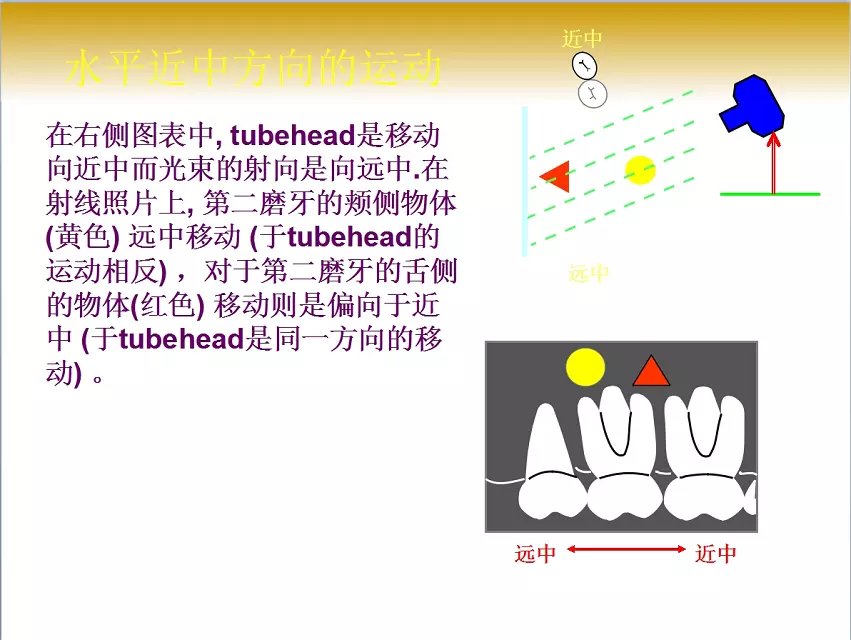 水平近中方向的运动
近中
在右侧图表中, tubehead是移动
向近中而光束的射向是向远中.在
射线照片上, 第二磨牙的颊侧物体
(黄色) 远中移动 (于tubehead的
运动相反) ，对于第二磨牙的舌侧
的物体(红色) 移动则是偏向于近
中 (于tubehead是同一方向的移
动) 。
远中
远中
近中